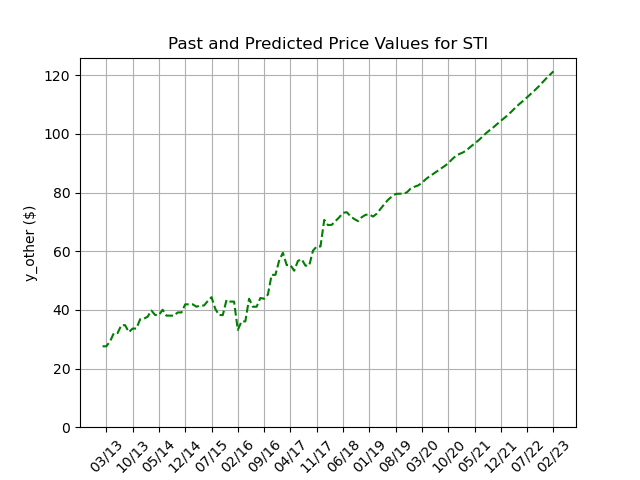 Past and Predicted Price Values for STI
y_other ($)
120
100
80
60
40
20
0
03/13 10/13 05/14 12/14 07/15 02/16 09/16 04/17 11/17 06/18 01/19 08/19 03/20 10/20 05/21 12/21 07/22 02/23